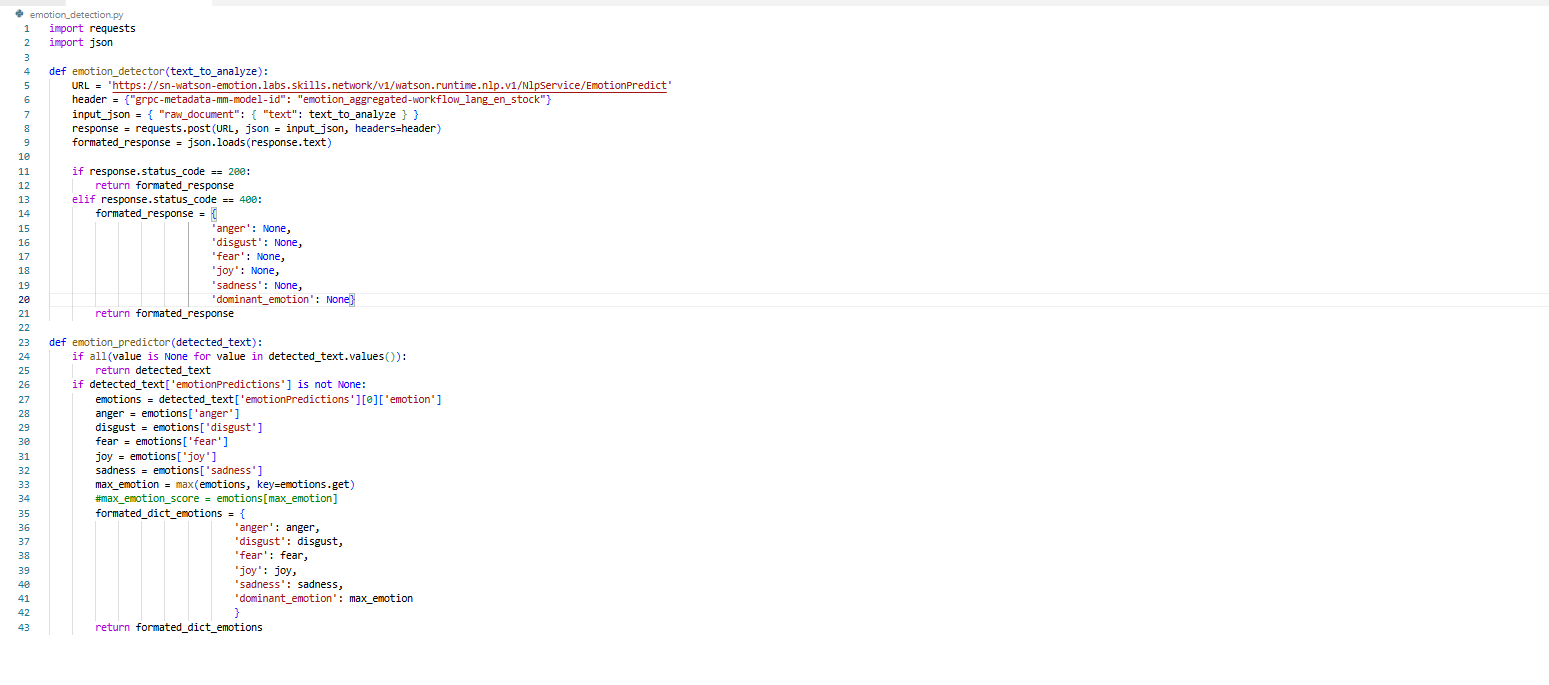 emotion_detection.py
1 import requests
2 import json
3
4 def emotion_detector(text_to_analyze):
5     URL = 'https://sn-watson-emotion.labs.skills.network/v1/watson.runtime.nlp.v1/NlpService/EmotionPredict'
6     header = {"grpc-metadata-mm-model-id": "emotion_aggregated-workflow_lang_en_stock"}
7     input_json = { "raw_document": { "text": text_to_analyze } }
8     response = requests.post(URL, json = input_json, headers=header)
9     formated_response = json.loads(response.text)
10
11     if response.status_code == 200:
12         return formated_response
13     elif response.status_code == 400:
14         formated_response = {
15                             'anger': None,
16                             'disgust': None,
17                             'fear': None,
18                             'joy': None,
19                             'sadness': None,
20                             'dominant_emotion': None}
21         return formated_response
22
23 def emotion_predictor(detected_text):
24     if all(value is None for value in detected_text.values()):
25         return detected_text
26     if detected_text['emotionPredictions'] is not None:
27         emotions = detected_text['emotionPredictions'][0]['emotion']
28         anger = emotions['anger']
29         disgust = emotions['disgust']
30         fear = emotions['fear']
31         joy = emotions['joy']
32         sadness = emotions['sadness']
33         max_emotion = max(emotions, key=emotions.get)
34         #max_emotion_score = emotions[max_emotion]
35         formated_dict_emotions = {
36                                 'anger': anger,
37                                 'disgust': disgust,
38                                 'fear': fear,
39                                 'joy': joy,
40                                 'sadness': sadness,
41                                 'dominant_emotion': max_emotion
42                                 }
43         return formated_dict_emotions